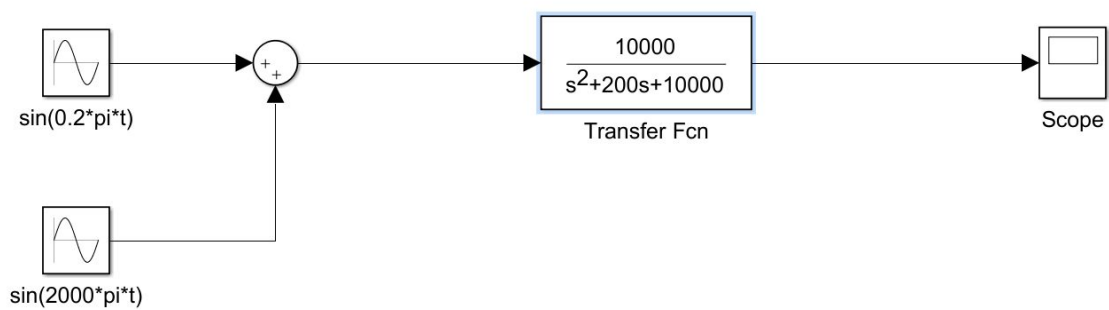 10000
s²+200s+10000
sin(0.2*pi*t)
+
+
Transfer Fcn
Scope
sin(2000*pi*t)